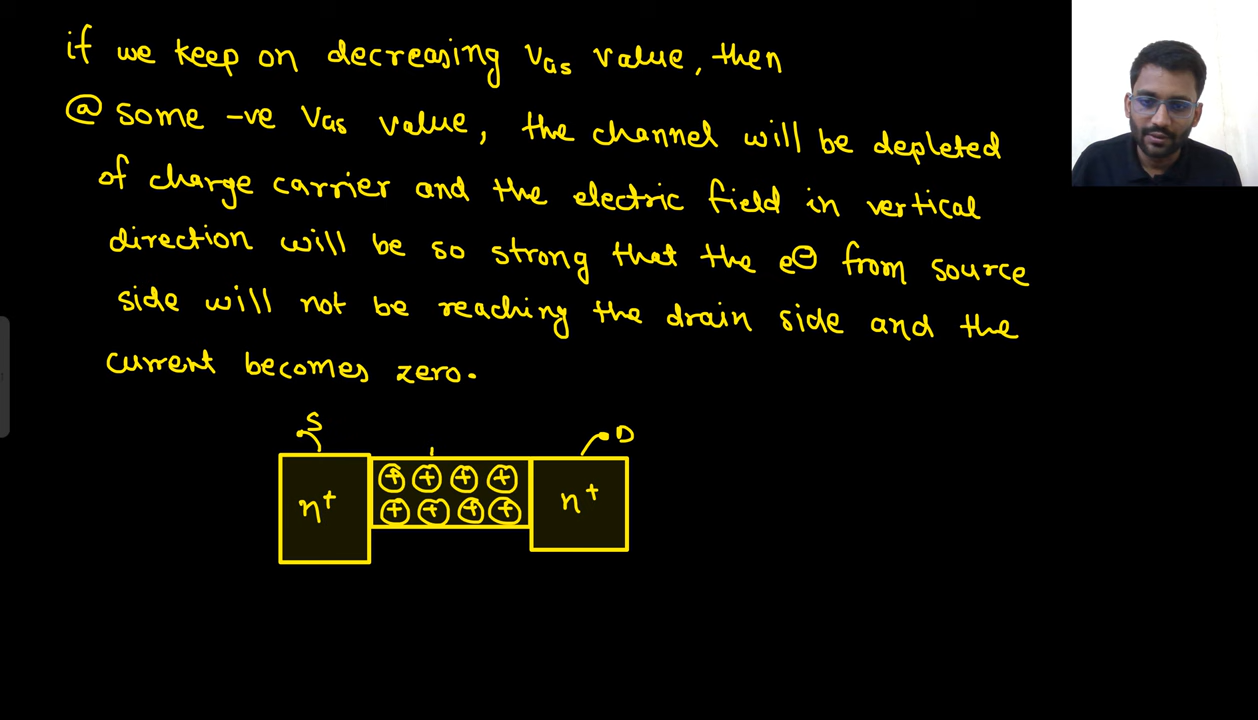 if we keep on decreasing VGS value, then
@ some -ve VGS value, the channel will be depleted
of charge carrier and the electric field in vertical
direction will be so strong that the e⊖ from source
side will not be reaching the drain side and the
current becomes zero.
S D
n+ + + + + n+
+ + + +